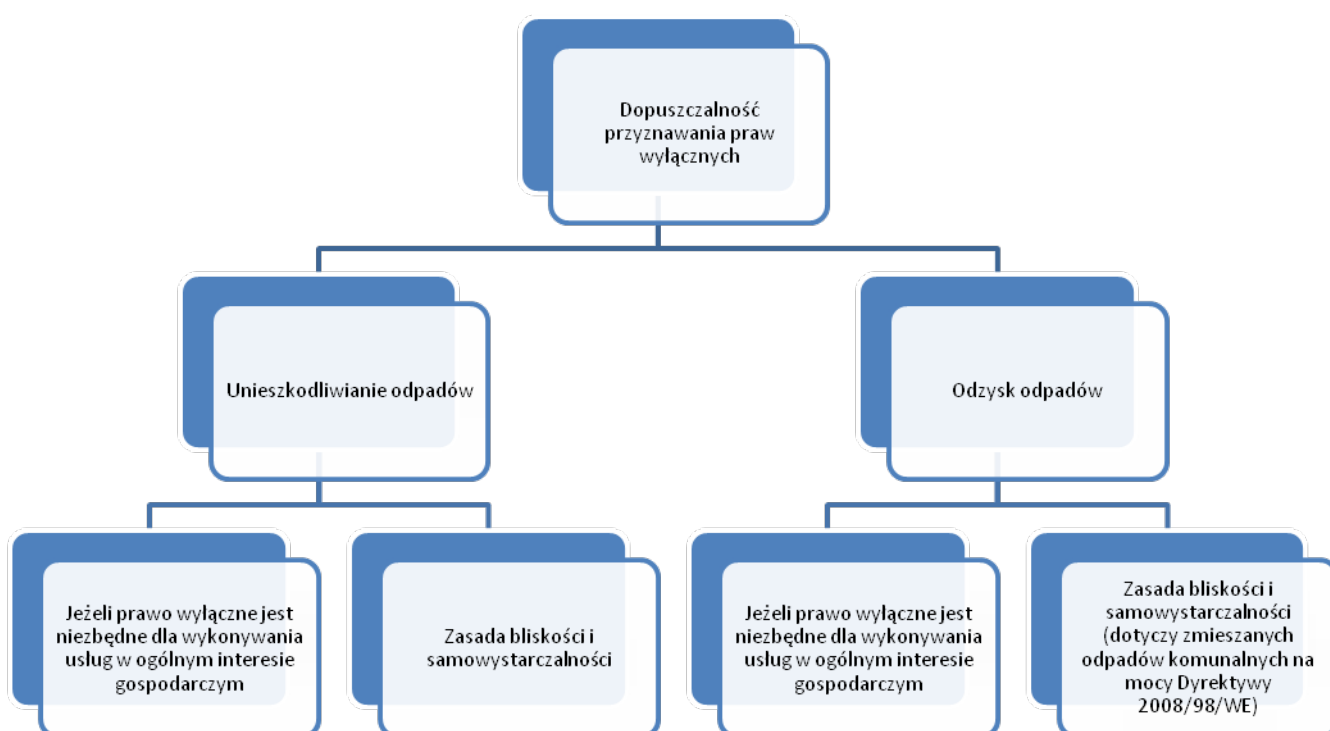 Dopuszczalność
przyznawania praw
wyłącznych
Unieszkodliwianie odpadów
Odzysk odpadów
Jeżeli prawo wyłączne jest
niezbędne dla wykonywania
usług w ogólnym interesie
gospodarczym
Zasada bliskości i
samowystarczalności
Jeżeli prawo wyłączne jest
niezbędne dla wykonywania
usług w ogólnym interesie
gospodarczym
Zasada bliskości i
samowystarczalności
(dotyczy zmieszanych
odpadów komunalnych na
mocy Dyrektywy
2008/98/WE)